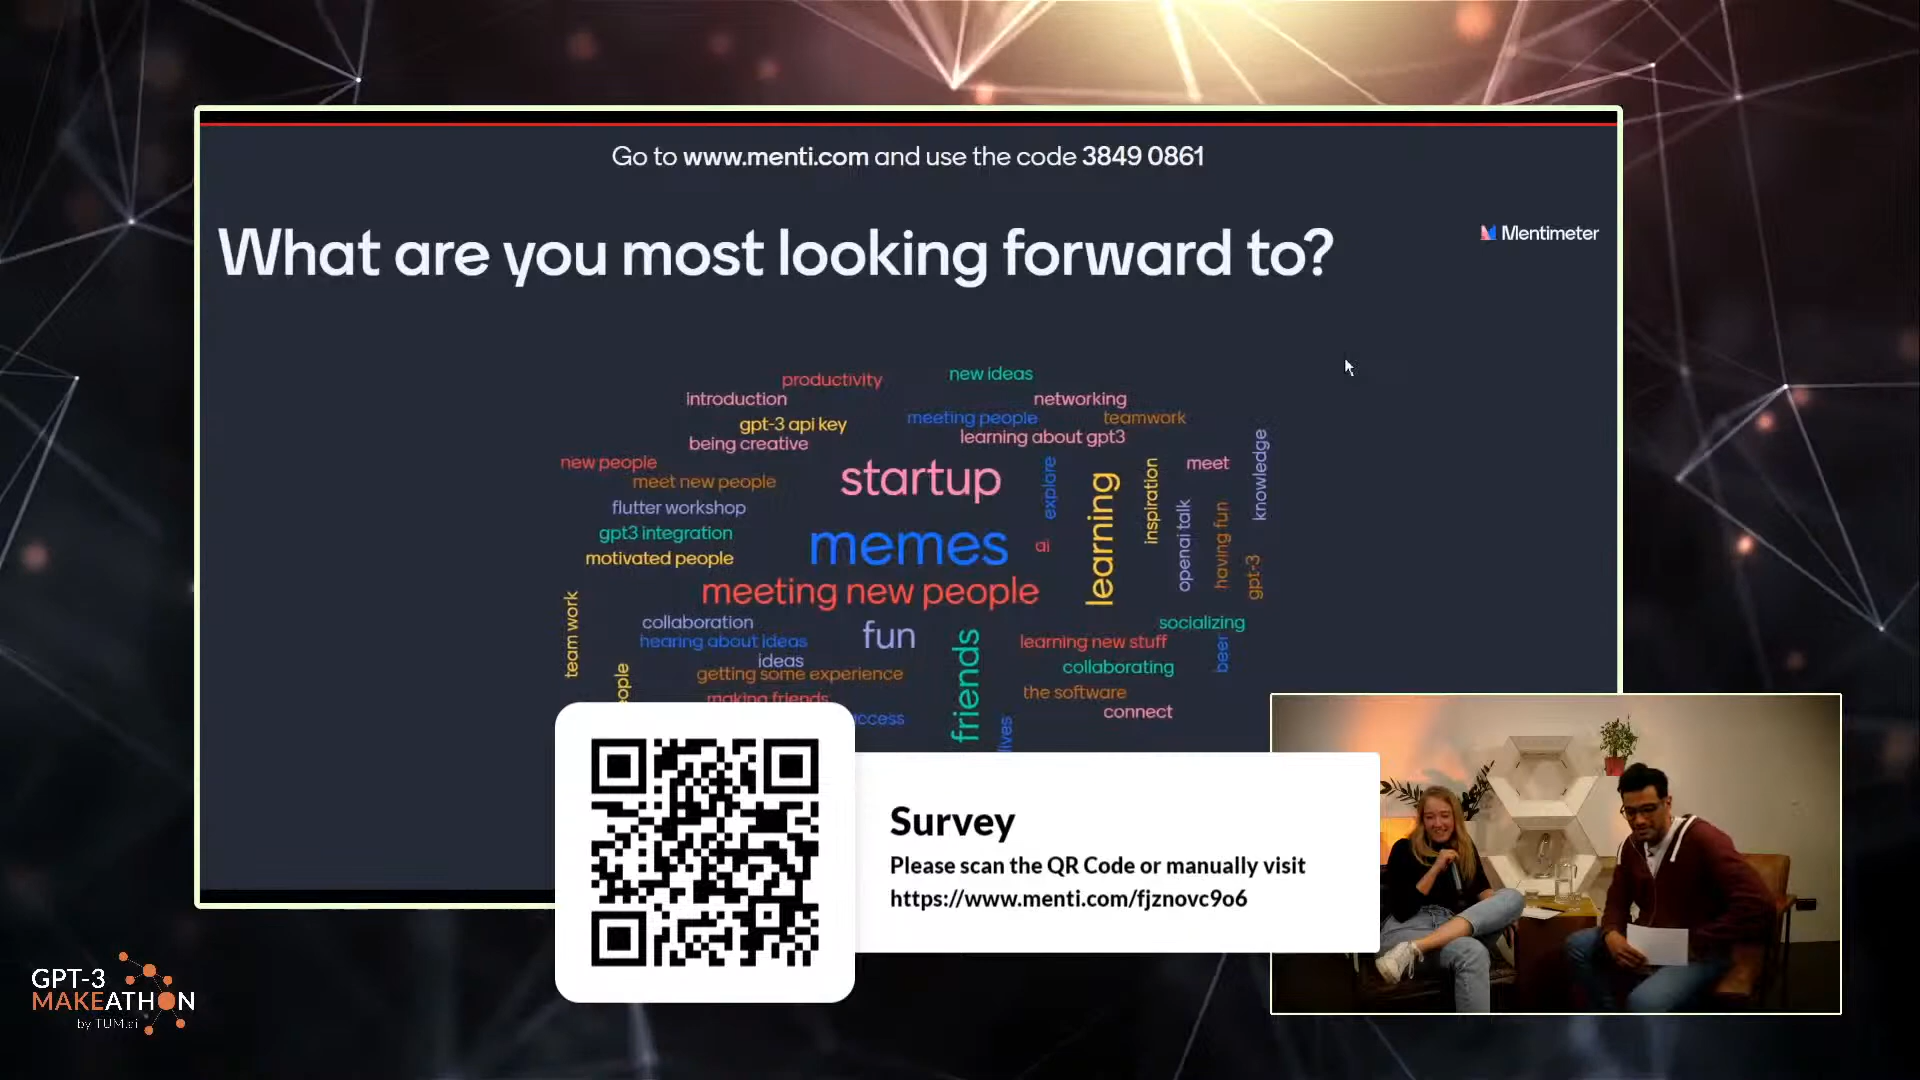 Go to www.menti.com and use the code 3849 0861
What are you most looking forward to?
Mentimeter
productivity
new ideas
introduction
networking
gpt-3 api key
meeting people
teamwork
being creative
learning about gpt3
new people
meet new people
startup
explore
learning
inspiration
meet
knowledge
flutter workshop
openai talk
having fun
gpt3 integration
memes
ai
gpt-3
motivated people
meeting new people
team work
collaboration
fun
friends
socializing
hearing about ideas
learning new stuff
beer
ideas
collaborating
getting some experience
the software
making friends
connect
Survey
Please scan the QR Code or manually visit
https://www.menti.com/fjznovc9o6
GPT-3
MAKEATHON
by TUM.ai